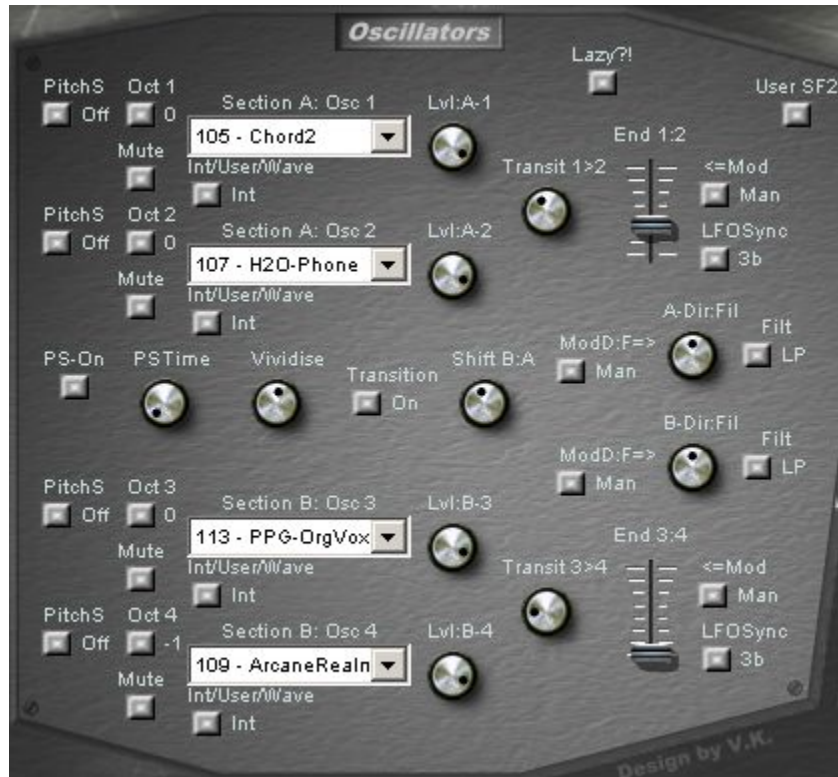 Oscillators
Lazy?!
PitchS Oct 1
User SF2
Off 0
Section A: Osc 1 Lvl:A-1
105 - Chord2
End 1:2
Mute
Int/User/Wave
Int
Transit 1>2
<=Mod
Man
PitchS Oct 2
Off 0
Section A: Osc 2 Lvl:A-2
107 - H2O-Phone
LFOSync
3b
Mute
Int/User/Wave
Int
A-Dir:Fil
Filt
LP
PS-On PSTime Vividise
Transition
On
Shift B:A
ModD:F=>
Man
B-Dir:Fil
Filt
LP
ModD:F=>
Man
PitchS Oct 3
Off 0
Section B: Osc 3 Lvl:B-3
113 - PPG-OrgVox
End 3:4
Mute
Int/User/Wave
Int
Transit 3>4
<=Mod
Man
PitchS Oct 4
Off -1
Section B: Osc 4 Lvl:B-4
109 - ArcaneRealm
LFOSync
3b
Mute
Int/User/Wave
Int
Design by V.K.